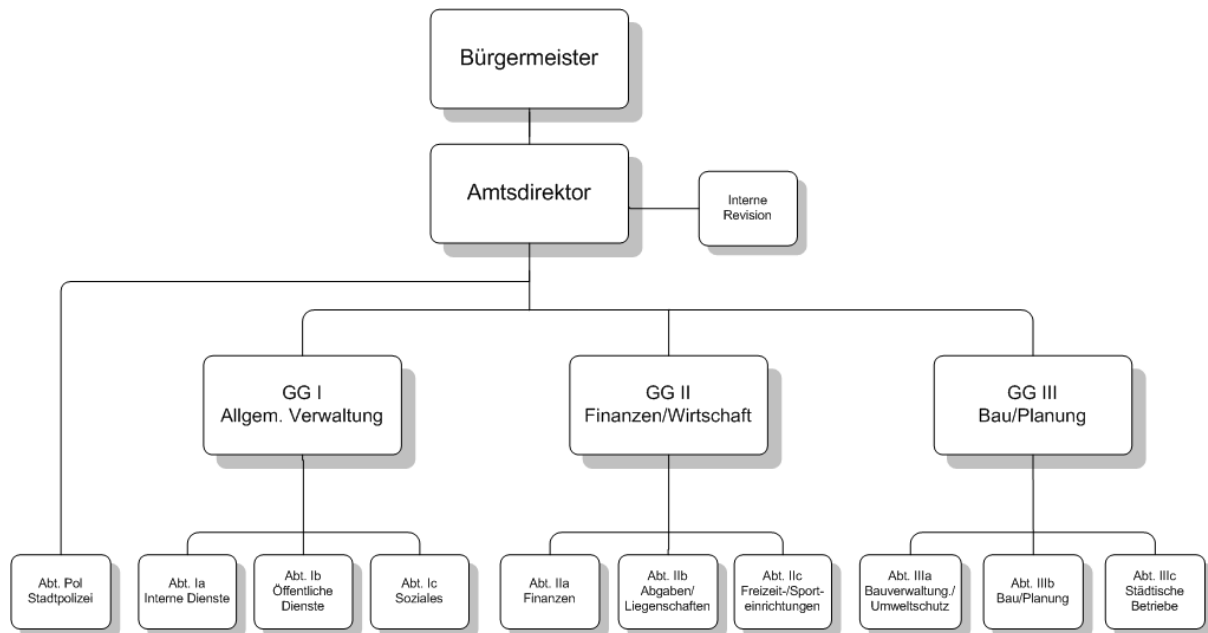 Bürgermeister
Amtsdirektor
Interne
Revision
GG I
Allgem. Verwaltung
GG II
Finanzen/Wirtschaft
GG III
Bau/Planung
Abt. Pol
Stadtpolizei
Abt. Ia
Interne Dienste
Abt. Ib
Öffentliche
Dienste
Abt. Ic
Soziales
Abt. IIa
Finanzen
Abt. IIb
Abgaben/
Liegenschaften
Abt. IIc
Freizeit-/Sport-
einrichtungen
Abt. IIIa
Bauverwaltung./
Umweltschutz
Abt. IIIb
Bau/Planung
Abt. IIIc
Städtische
Betriebe